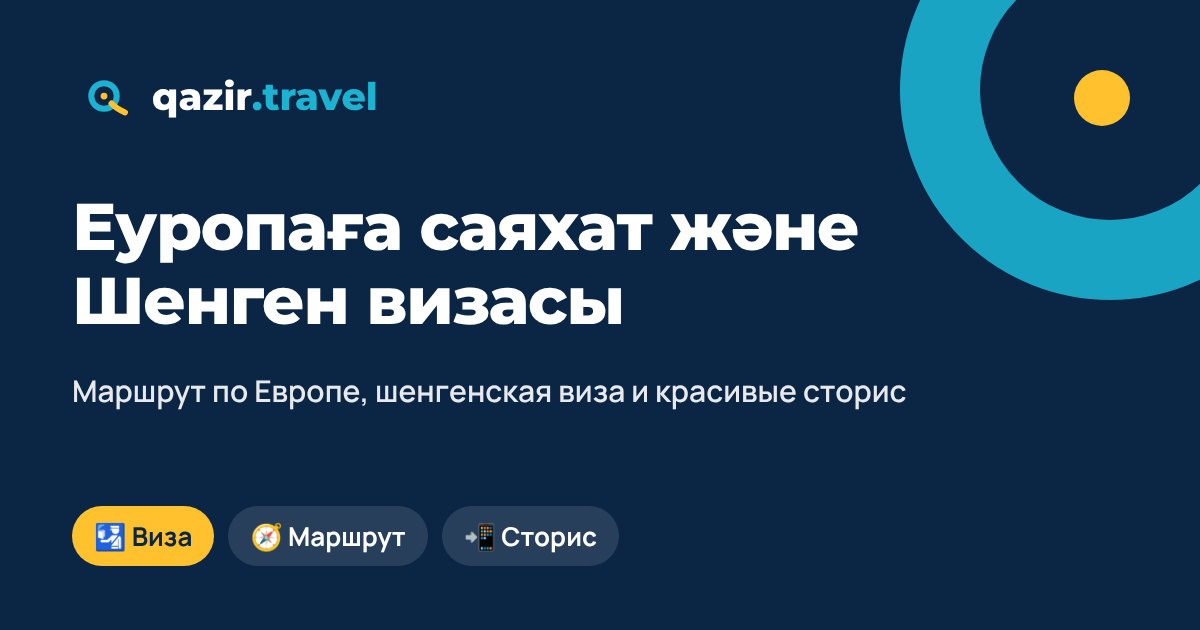 qazir.travel
Еуропаға саяхат және
Шенген визасы
Маршрут по Европе, шенгенская виза и красивые сторис
🛂 Виза
🧭 Маршрут
📲 Сторис